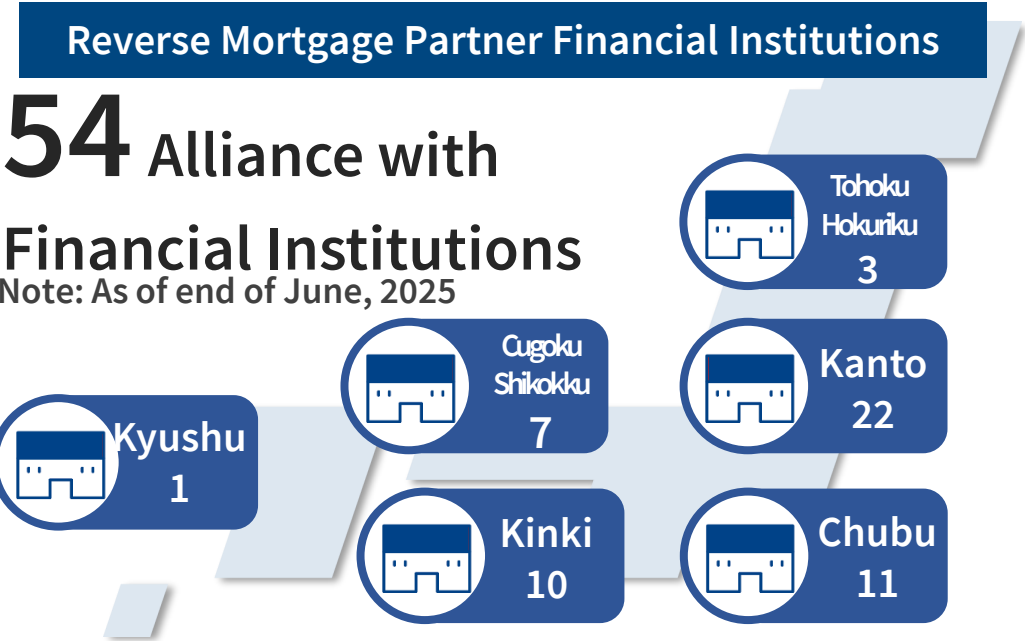 Reverse Mortgage Partner Financial Institutions
54 Alliance with
Financial Institutions
Note: As of end of June, 2025
Tohoku
Hokuriku
3
Cugoku
Shikokku
7
Kanto
22
Kyushu
1
Kinki
10
Chubu
11